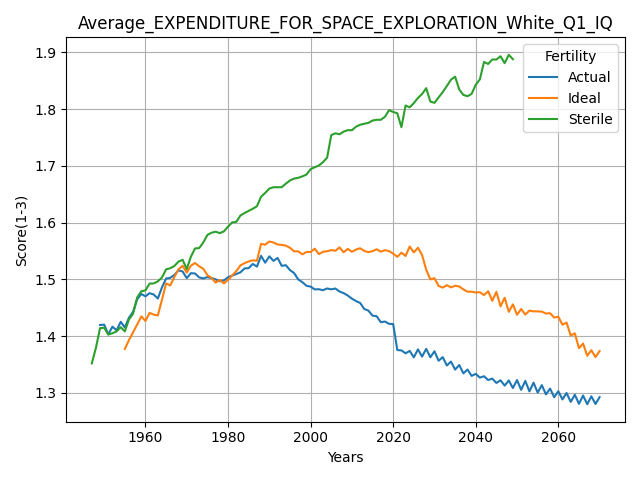 Average_EXPENDITURE_FOR_SPACE_EXPLORATION_White_Q1_IQ
Score(1-3)
1.9
1.8
1.7
1.6
1.5
1.4
1.3
Fertility
Actual
Ideal
Sterile
1960 1980 2000 2020 2040 2060
Years